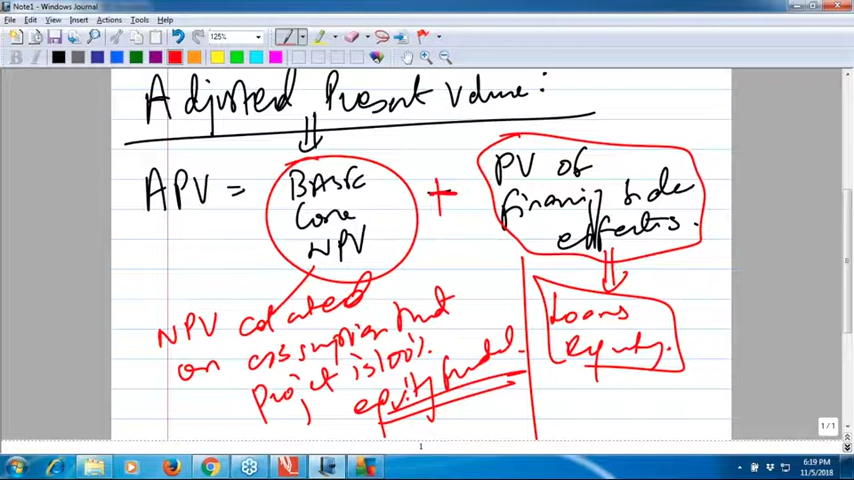 Note1 - Windows Journal
File Edit View Insert Actions Tools Help
125%
Adjusted Present Value:
APV = BASE + PV of
Core financing side
NPV effects.
NPV calculated
on assumption that
Project is 100%
equity funded.
Loans
equity.
1/1
1
6:19 PM
11/5/2018